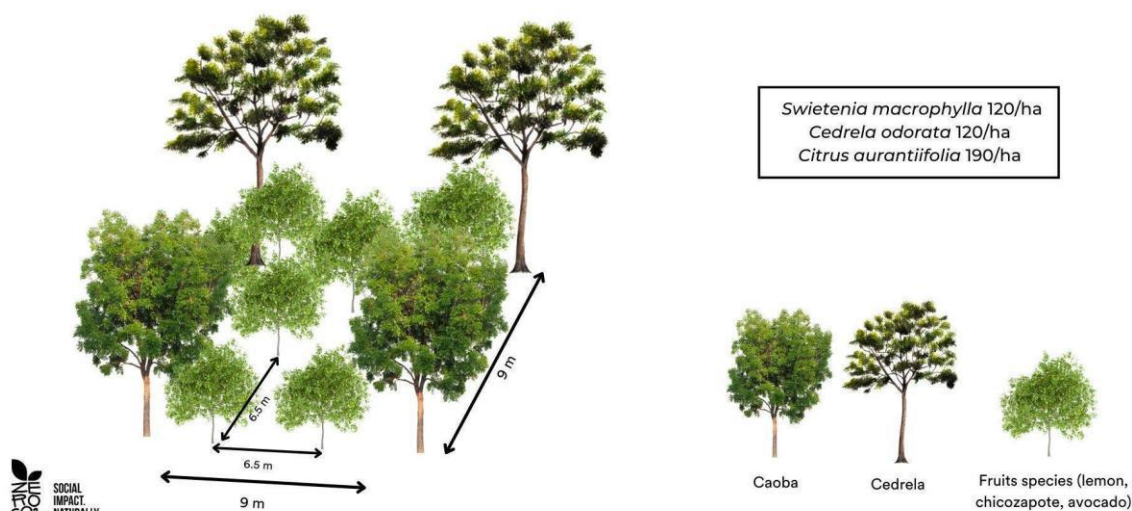 Swietenia macrophylla 120/ha
Cedrela odorata 120/ha
Citrus aurantiifolia 190/ha
9 m
6.5 m
6.5 m
9 m
Caoba
Cedrela
Fruits species (lemon,
chicozapote, avocado)
SOCIAL
IMPACT.
NATURALLY